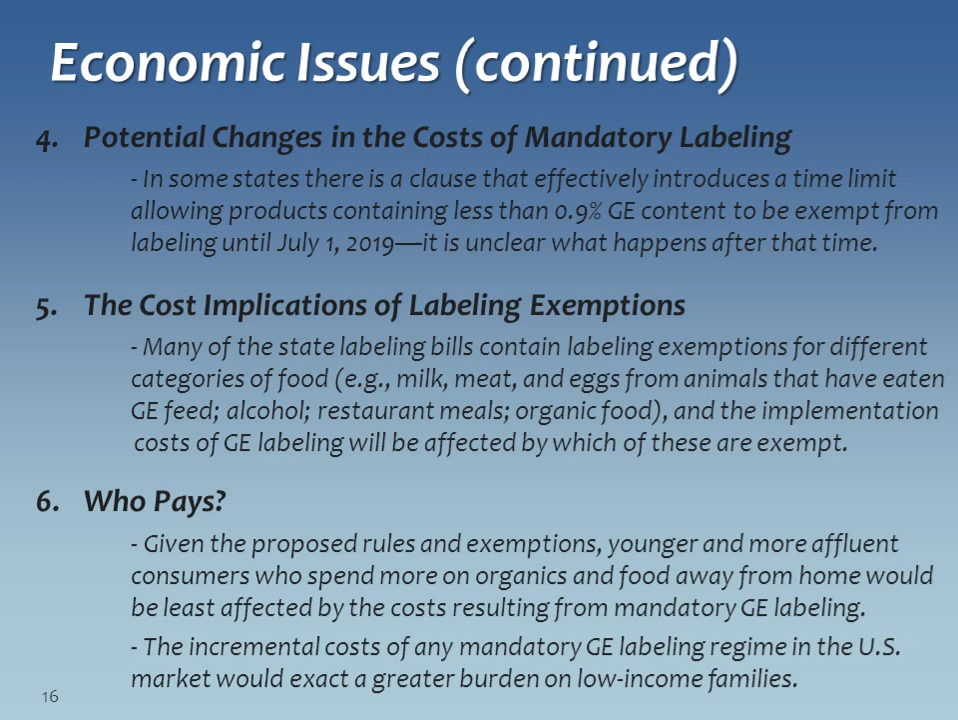 Economic Issues (continued)
4. Potential Changes in the Costs of Mandatory Labeling
- In some states there is a clause that effectively introduces a time limit
allowing products containing less than 0.9% GE content to be exempt from
labeling until July 1, 2019—it is unclear what happens after that time.
5. The Cost Implications of Labeling Exemptions
- Many of the state labeling bills contain labeling exemptions for different
categories of food (e.g., milk, meat, and eggs from animals that have eaten
GE feed; alcohol; restaurant meals; organic food), and the implementation
costs of GE labeling will be affected by which of these are exempt.
6. Who Pays?
- Given the proposed rules and exemptions, younger and more affluent
consumers who spend more on organics and food away from home would
be least affected by the costs resulting from mandatory GE labeling.
- The incremental costs of any mandatory GE labeling regime in the U.S.
market would exact a greater burden on low-income families.
16